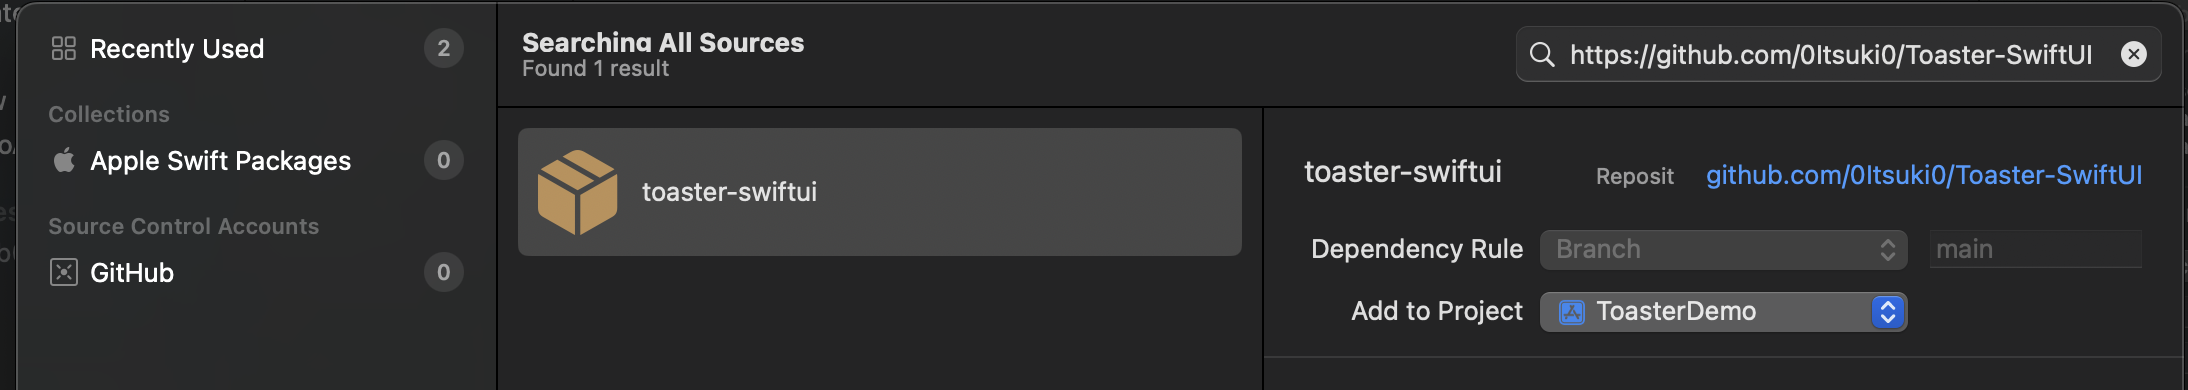 Recently Used 2
Collections
Apple Swift Packages 0
Source Control Accounts
GitHub 0
Searching All Sources
Found 1 result
https://github.com/0Itsuki0/Toaster-SwiftUI
toaster-swiftui
toaster-swiftui Reposit github.com/0Itsuki0/Toaster-SwiftUI
Dependency Rule Branch main
Add to Project ToasterDemo